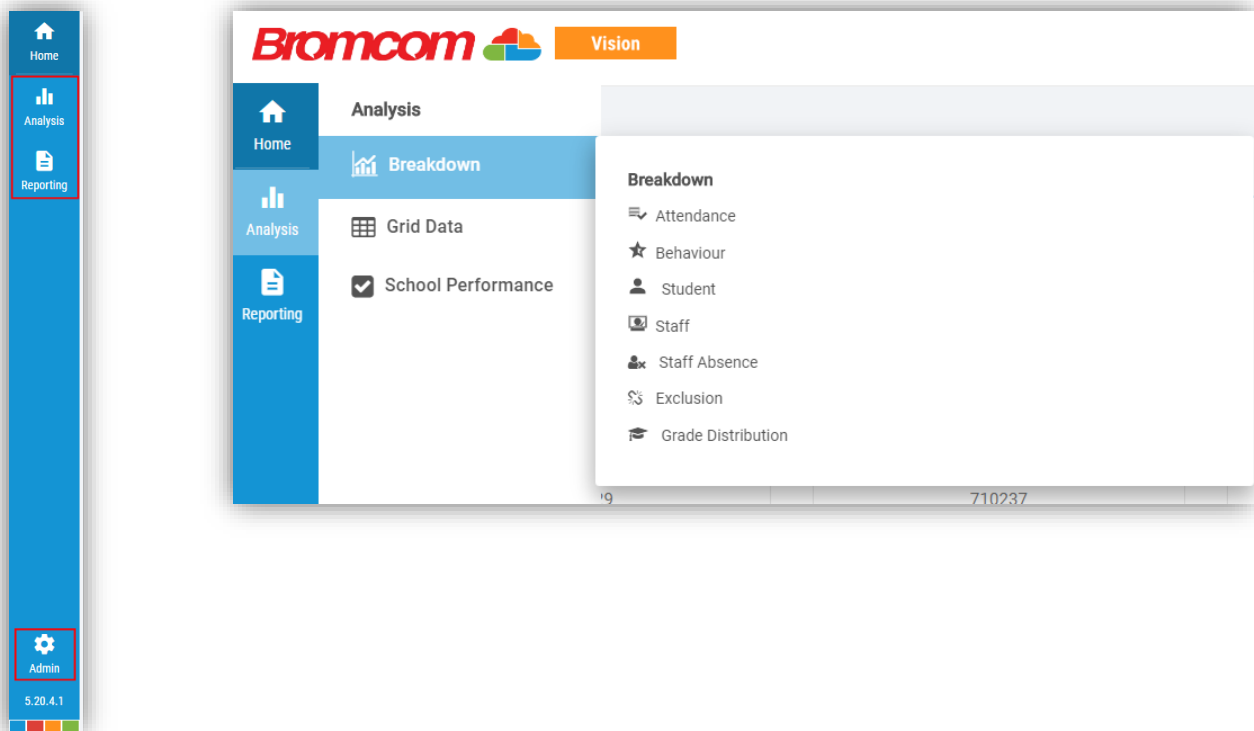 Home
Analysis
Reporting
Admin
5.20.4.1
Bromcom Vision
Home
Analysis
Reporting
Analysis
Breakdown
Grid Data
School Performance
Breakdown
Attendance
Behaviour
Student
Staff
Staff Absence
Exclusion
Grade Distribution
710237